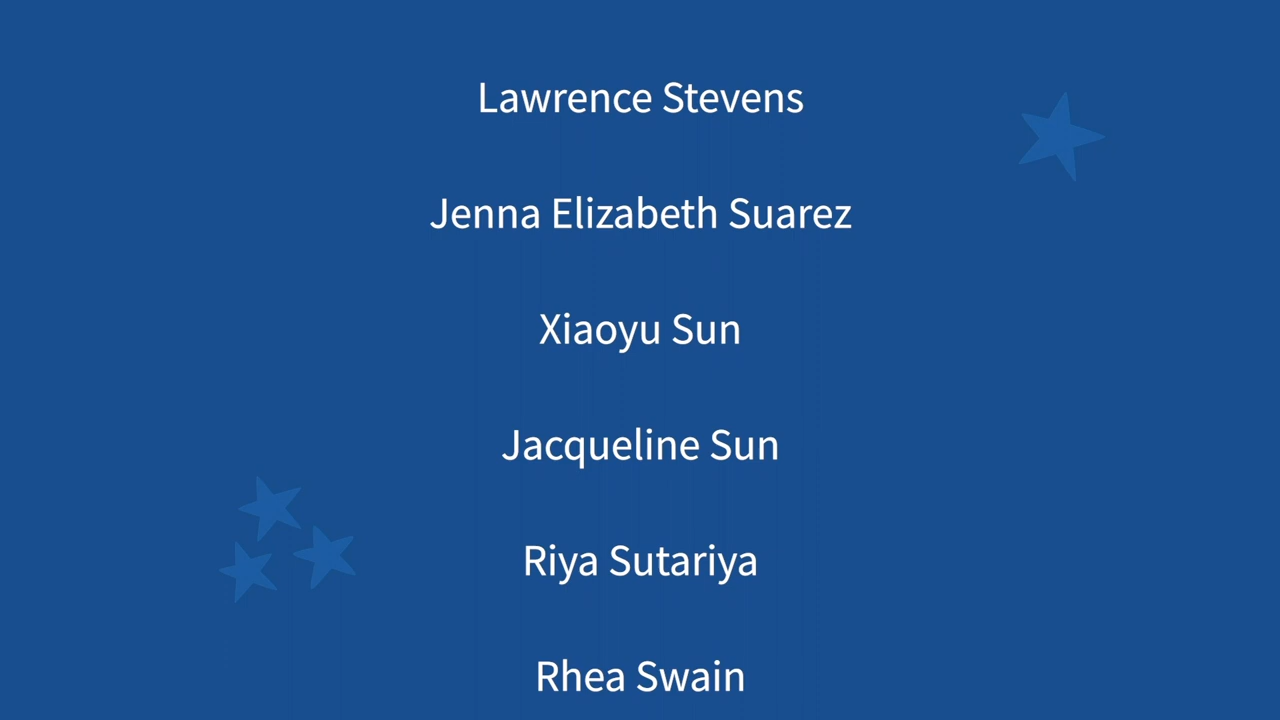 Lawrence Stevens
Jenna Elizabeth Suarez
Xiaoyu Sun
Jacqueline Sun
Riya Sutariya
Rhea Swain